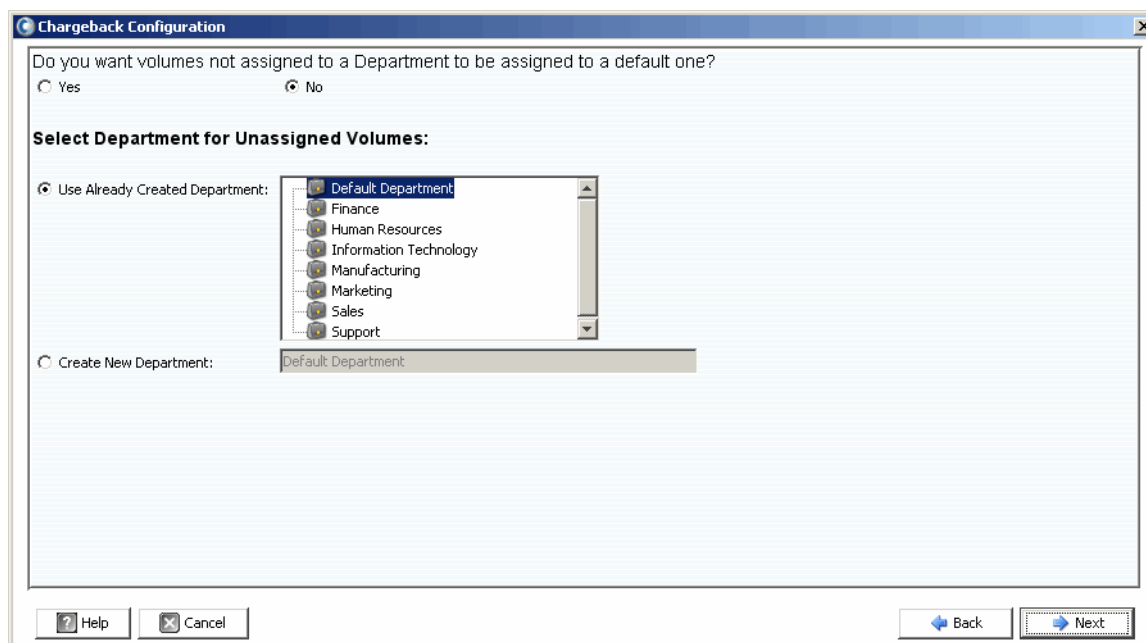 Chargeback Configuration
Do you want volumes not assigned to a Department to be assigned to a default one?
Yes No
Select Department for Unassigned Volumes:
Use Already Created Department:
Default Department
Finance
Human Resources
Information Technology
Manufacturing
Marketing
Sales
Support
Create New Department: Default Department
Help Cancel Back Next